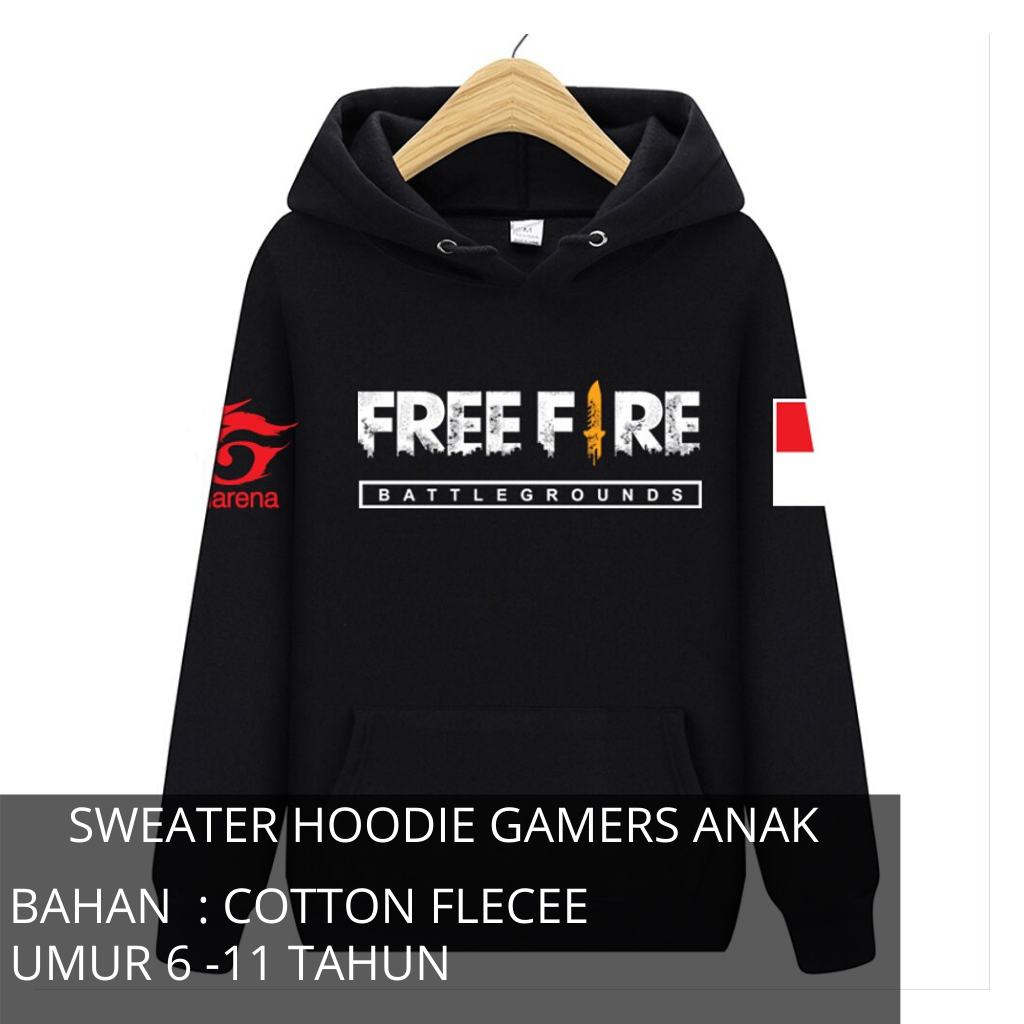 M
FREE FIRE
BATTLEGROUNDS
arena
SWEATER HOODIE GAMERS ANAK
BAHAN : COTTON FLECEE
UMUR 6 -11 TAHUN